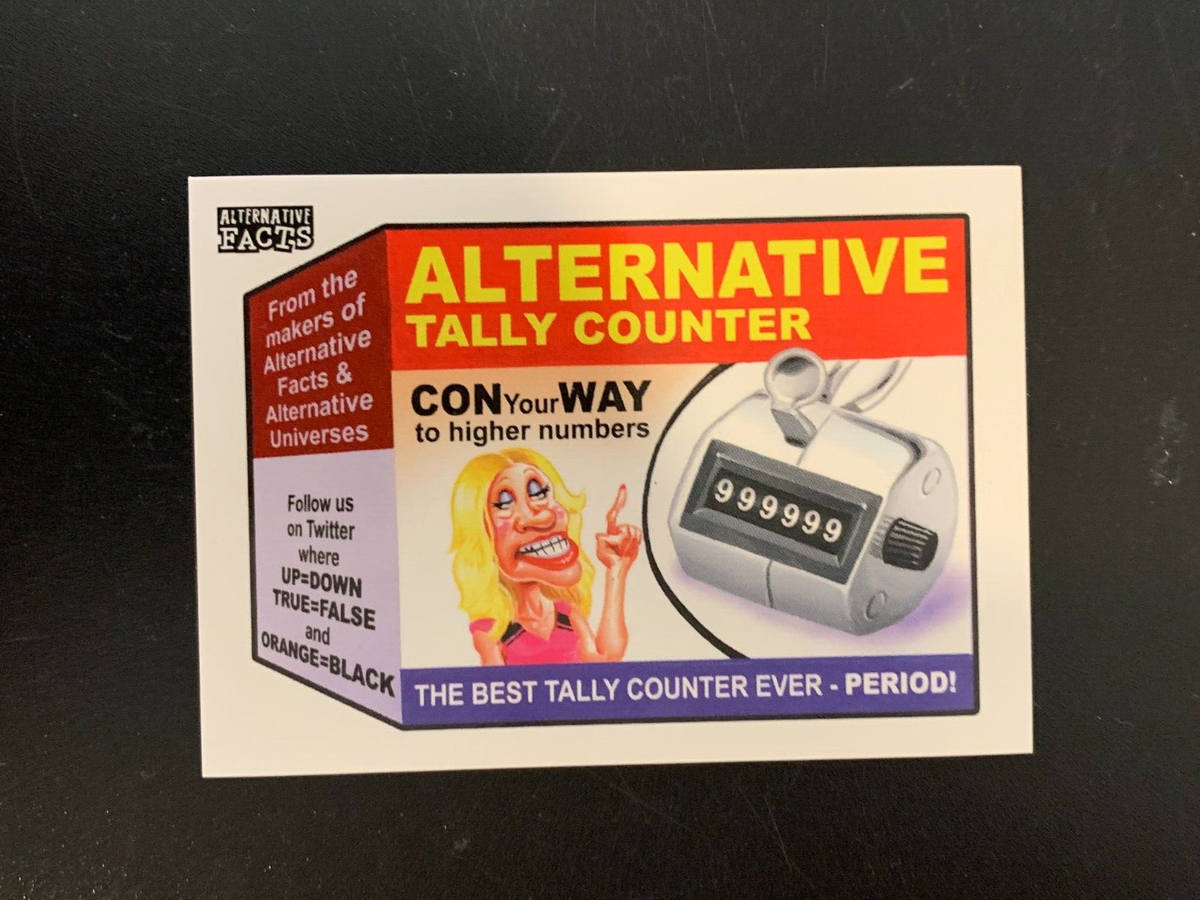 ALTERNATIVE
FACTS
From the
makers of
Alternative
Facts &
Alternative
Universes
Follow us
on Twitter
where
UP=DOWN
TRUE=FALSE
and
ORANGE=BLACK
ALTERNATIVE
TALLY COUNTER
CONYourWAY
to higher numbers
999999
THE BEST TALLY COUNTER EVER - PERIOD!